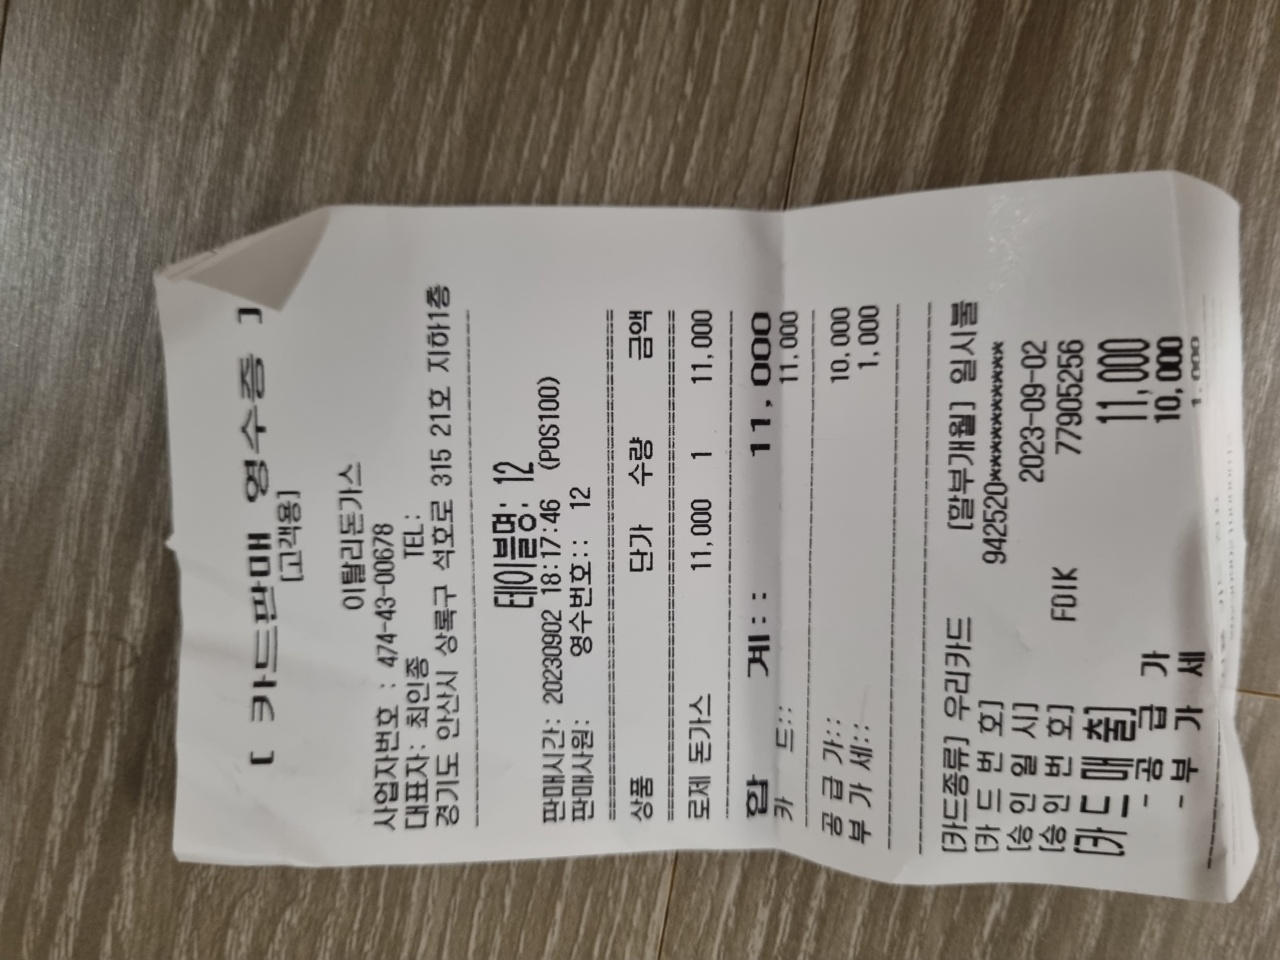 [ 카드판매 영수증 ]
[고객용]
이탈리돈가스
사업자번호 : 474-43-00678
대표자: 최인종 TEL:
경기도 안산시 상록구 석호로 315 21호 지하1층
테이블명: 12
판매시간: 20230902 18:17:46 (POS100)
판매사원: 영수번호:: 12
상품 단가 수량 금액
로제 돈가스 11,000 1 11,000
합 계:: 11,000
카 드:: 11,000
공 급 가:: 10,000
부 가 세:: 1,000
[카드종류] 우리카드 [할부개월] 일시불
[카 드 번 호] 942520**********
[승 인 일 시] 2023-09-02
[승 인 번 호] FDIK 77905256
[카드매출] 11,000
- 공 급 가 10,000
- 부 가 세 1,000